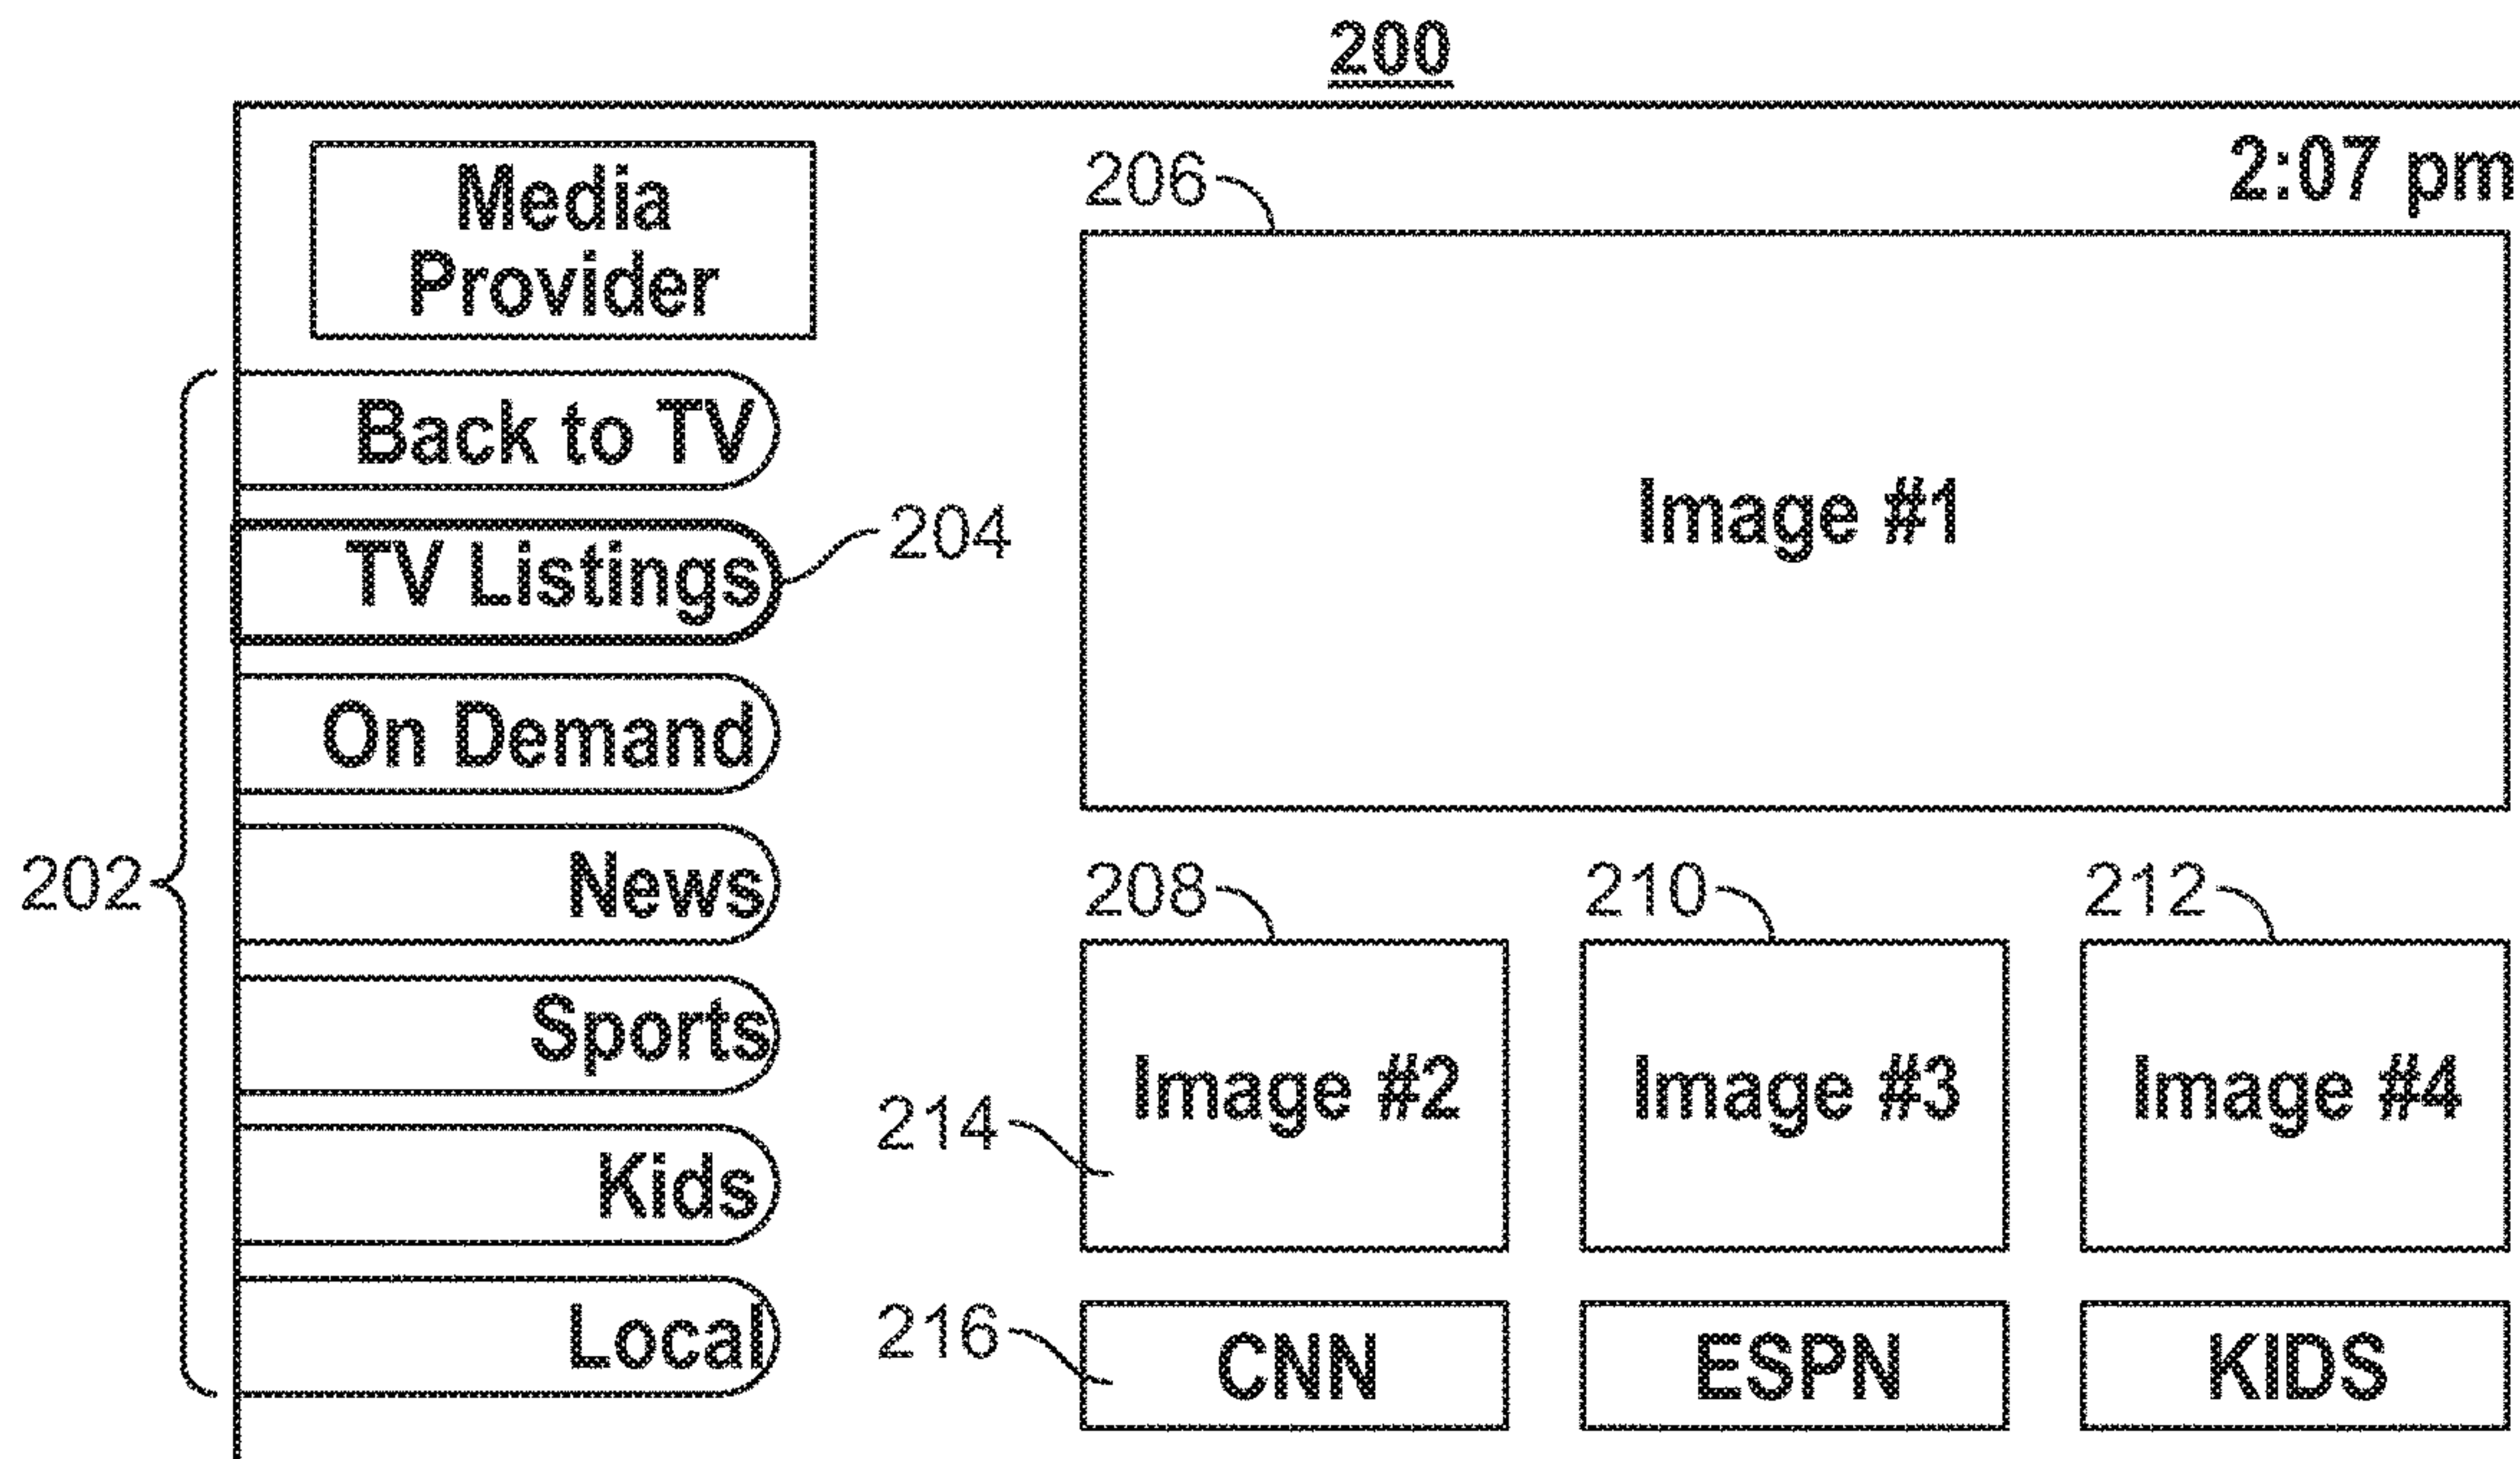 200
2:07 pm
Media
Provider
206
Back to TV
Image #1
TV Listings
204
On Demand
202
News
208
210
212
Sports
Image #2
Image #3
Image #4
214
Kids
216
Local
CNN
ESPN
KIDS